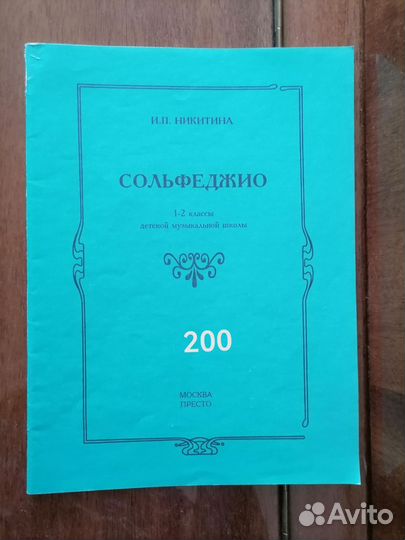 И.П. НИКИТИНА
СОЛЬФЕДЖИО
1-2 классы
детской музыкальной школы
200
МОСКВА
ПРЕСТО
Avito